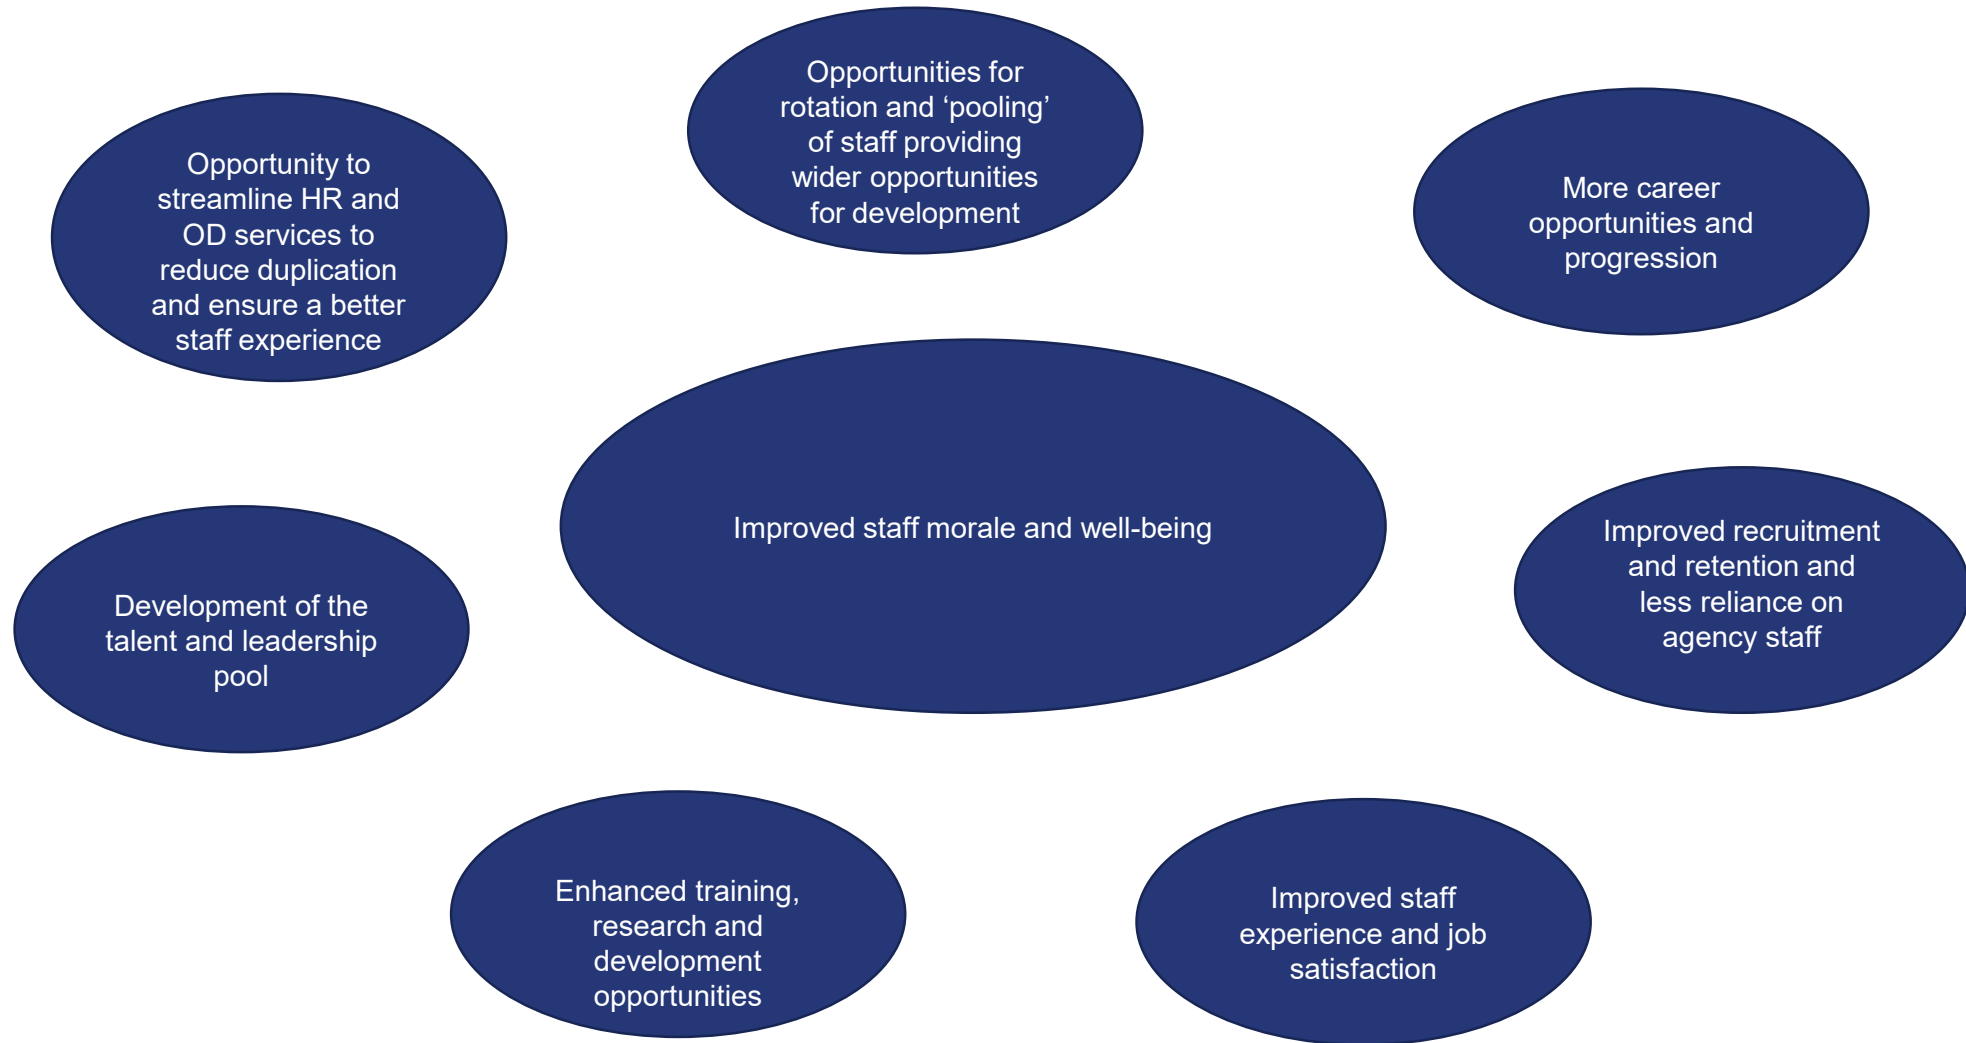 Opportunities for
rotation and ‘pooling’
of staff providing
wider opportunities
for development
Opportunity to
streamline HR and
OD services to
reduce duplication
and ensure a better
staff experience
More career
opportunities and
progression
Improved staff morale and well-being
Improved recruitment
and retention and
less reliance on
agency staff
Development of the
talent and leadership
pool
Enhanced training,
research and
development
opportunities
Improved staff
experience and job
satisfaction